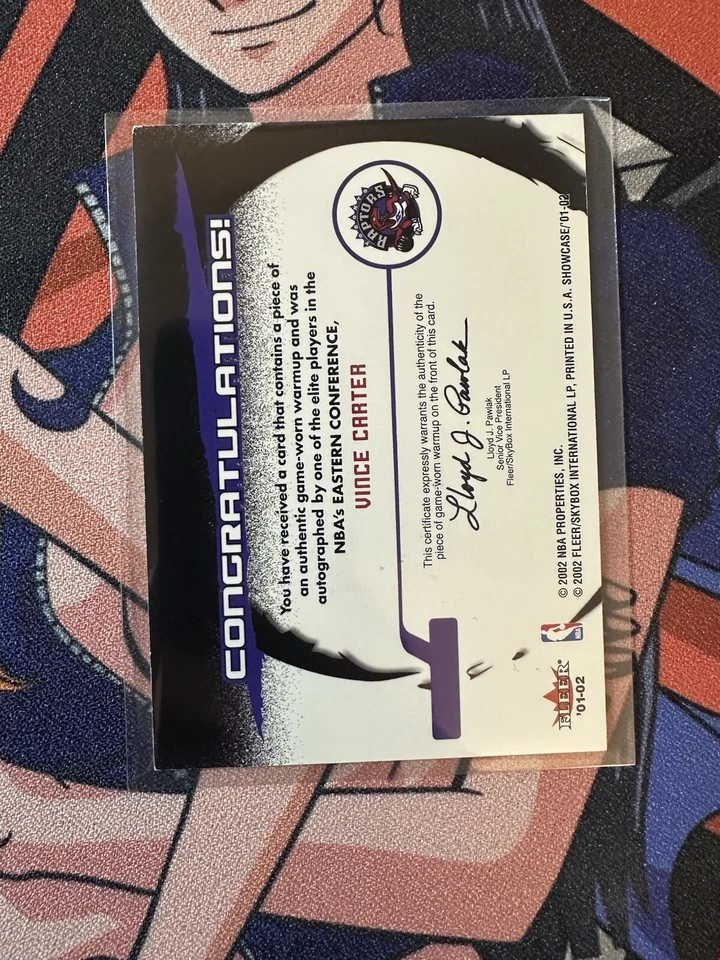 CONGRATULATIONS!
You have received a card that contains a piece of
an authentic game-worn warmup and was
autographed by one of the elite players in the
NBA's EASTERN CONFERENCE,
VINCE CARTER
RAPTORS
This certificate expressly warrants the authenticity of the
piece of game-worn warmup on the front of this card.
Lloyd J. Pawlak
Lloyd J. Pawlak
Senior Vice President
Fleer/SkyBox International LP
FLEER®
'01-02
NBA
© 2002 NBA PROPERTIES, INC.
© 2002 FLEER/SKYBOX INTERNATIONAL LP, PRINTED IN U.S.A. SHOWCASE/'01-02